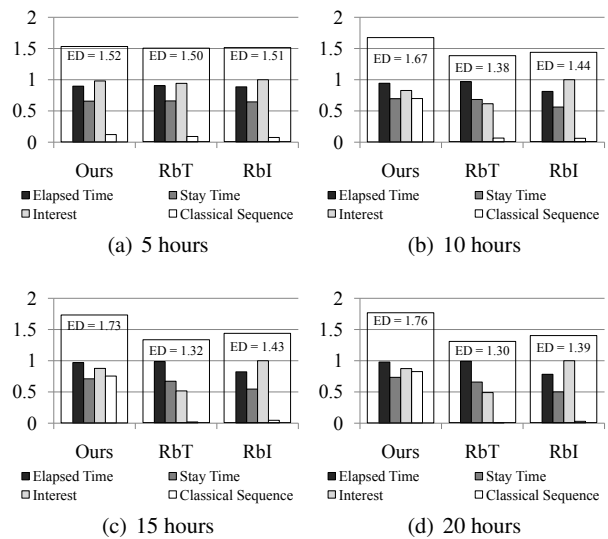 2
1.5
1
0.5
0
ED = 1.52
ED = 1.50
ED = 1.51
Ours RbT RbI
Elapsed Time Stay Time
Interest Classical Sequence
(a) 5 hours
2
1.5
1
0.5
0
ED = 1.67
ED = 1.38
ED = 1.44
Ours RbT RbI
Elapsed Time Stay Time
Interest Classical Sequence
(b) 10 hours
2
1.5
1
0.5
0
ED = 1.73
ED = 1.32
ED = 1.43
Ours RbT RbI
Elapsed Time Stay Time
Interest Classical Sequence
(c) 15 hours
2
1.5
1
0.5
0
ED = 1.76
ED = 1.30
ED = 1.39
Ours RbT RbI
Elapsed Time Stay Time
Interest Classical Sequence
(d) 20 hours